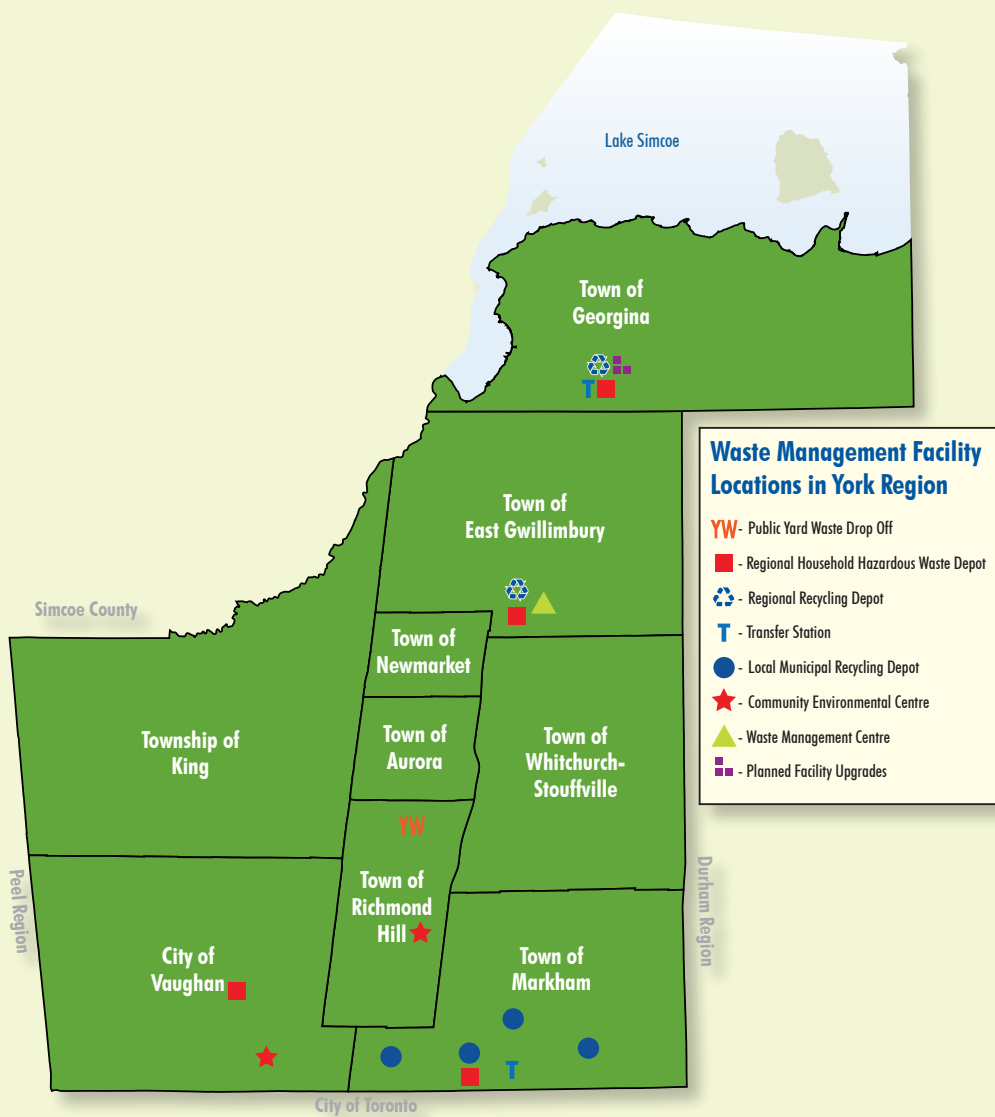 Lake Simcoe
Town of
Georgina
T
Waste Management Facility
Locations in York Region
YW - Public Yard Waste Drop Off
- Regional Household Hazardous Waste Depot
- Regional Recycling Depot
T - Transfer Station
- Local Municipal Recycling Depot
- Community Environmental Centre
- Waste Management Centre
- Planned Facility Upgrades
Town of
East Gwillimbury
Simcoe County
Town of
Newmarket
Township of
King
Town of
Aurora
Town of
Whitchurch-
Stouffville
YW
Peel Region
Town of
Richmond
Hill
Durham Region
City of
Vaughan
Town of
Markham
T
City of Toronto